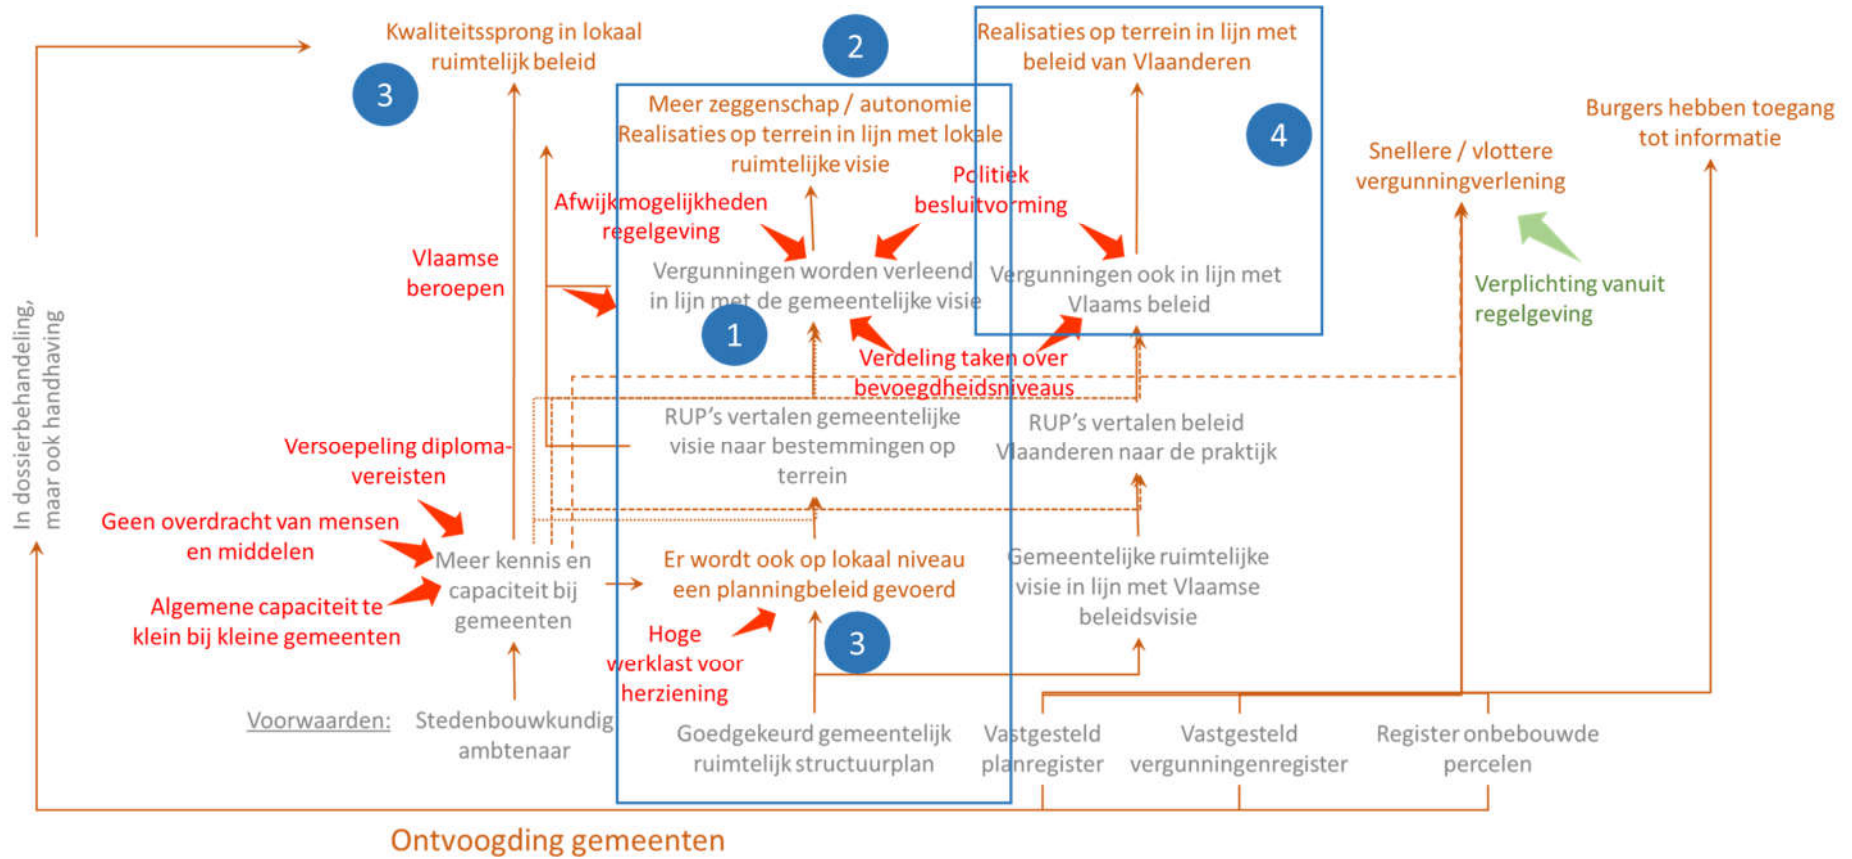 Kwaliteitssprong in lokaal
ruimtelijk beleid
3
2
Realisaties op terrein in lijn met
beleid van Vlaanderen
4
Meer zeggenschap / autonomie
Realisaties op terrein in lijn met lokale
ruimtelijke visie
Burgers hebben toegang
tot informatie
Snellere / vlottere
vergunningverlening
Politiek
besluitvorming
Afwijkmogelijkheden
regelgeving
Vlaamse
beroepen
Vergunningen worden verleend
in lijn met de gemeentelijke visie
Vergunningen ook in lijn met
Vlaams beleid
Verplichting vanuit
regelgeving
1
Verdeling taken over
bevoegdheidsniveaus
In dossierbehandeling,
maar ook handhaving
RUP's vertalen gemeentelijke
visie naar bestemmingen op
terrein
RUP's vertalen beleid
Vlaanderen naar de praktijk
Versoepeling diploma-
vereisten
Geen overdracht van mensen
en middelen
Algemene capaciteit te
klein bij kleine gemeenten
Meer kennis en
capaciteit bij
gemeenten
Er wordt ook op lokaal niveau
een planningbeleid gevoerd
Gemeentelijke ruimtelijke
visie in lijn met Vlaamse
beleidsvisie
Hoge
werklast voor
herziening
3
Voorwaarden:
Stedenbouwkundig
ambtenaar
Goedgekeurd gemeentelijk
ruimtelijk structuurplan
Vastgesteld
planregister
Vastgesteld
vergunningenregister
Register onbebouwde
percelen
Ontvoogding gemeenten